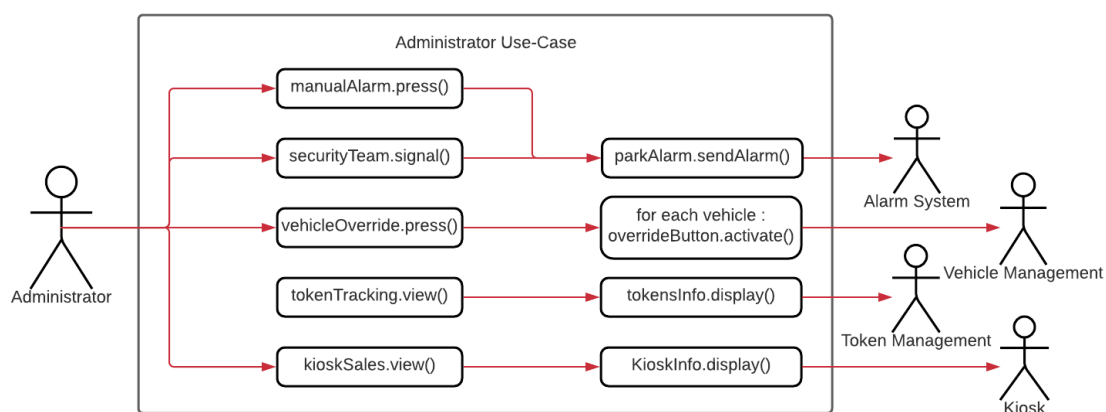 Administrator Use-Case
manualAlarm.press()
securityTeam.signal()
parkAlarm.sendAlarm()
Alarm System
vehicleOverride.press()
for each vehicle :
overrideButton.activate()
Vehicle Management
Administrator
tokenTracking.view()
tokensInfo.display()
Token Management
kioskSales.view()
KioskInfo.display()
Kiosk